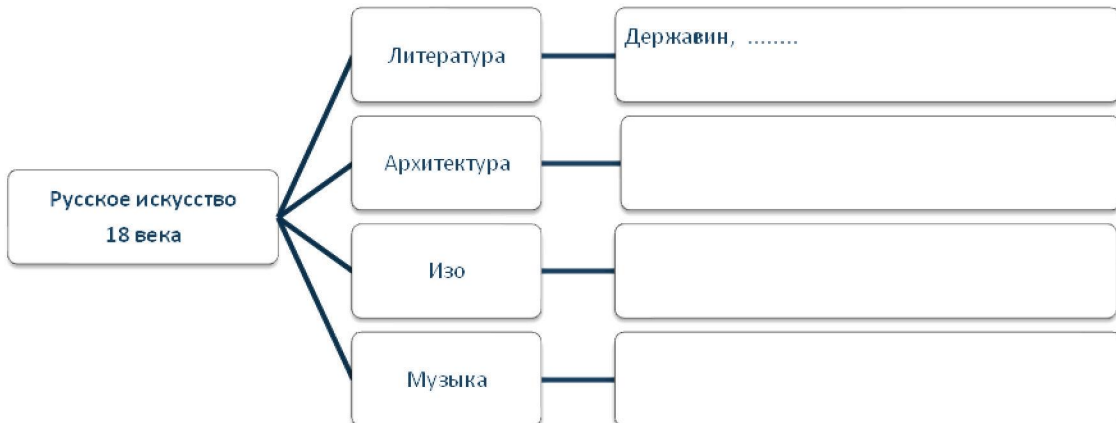 Русское искусство
18 века
Литература
Державин, ........
Архитектура
Изо
Музыка